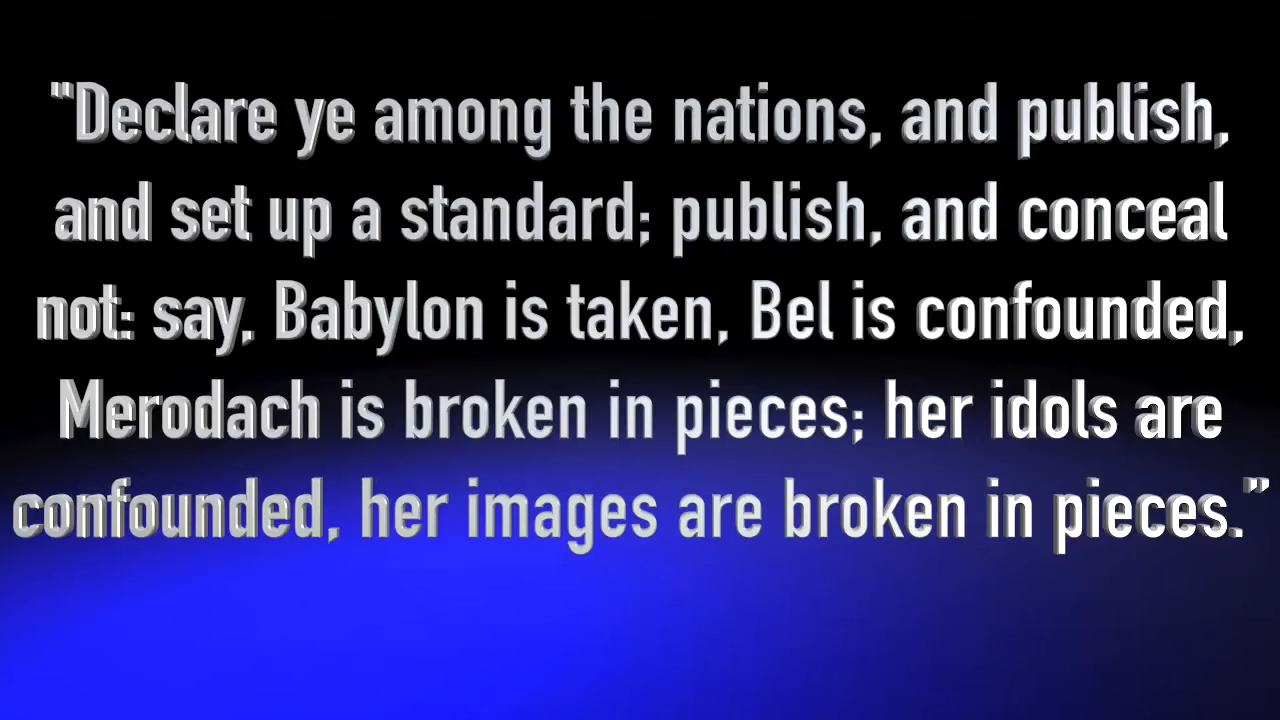 "Declare ye among the nations, and publish,
and set up a standard; publish, and conceal
not: say, Babylon is taken, Bel is confounded,
Merodach is broken in pieces; her idols are
confounded, her images are broken in pieces.”